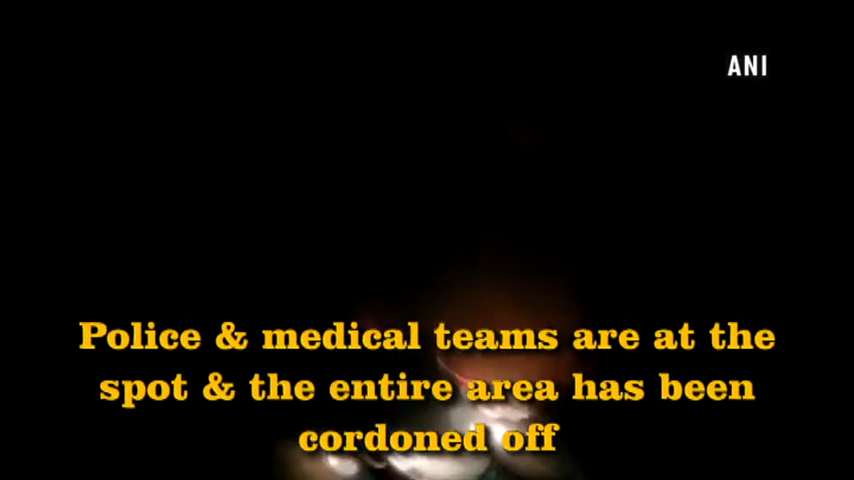 ANI
Police & medical teams are at the
spot & the entire area has been
cordoned off